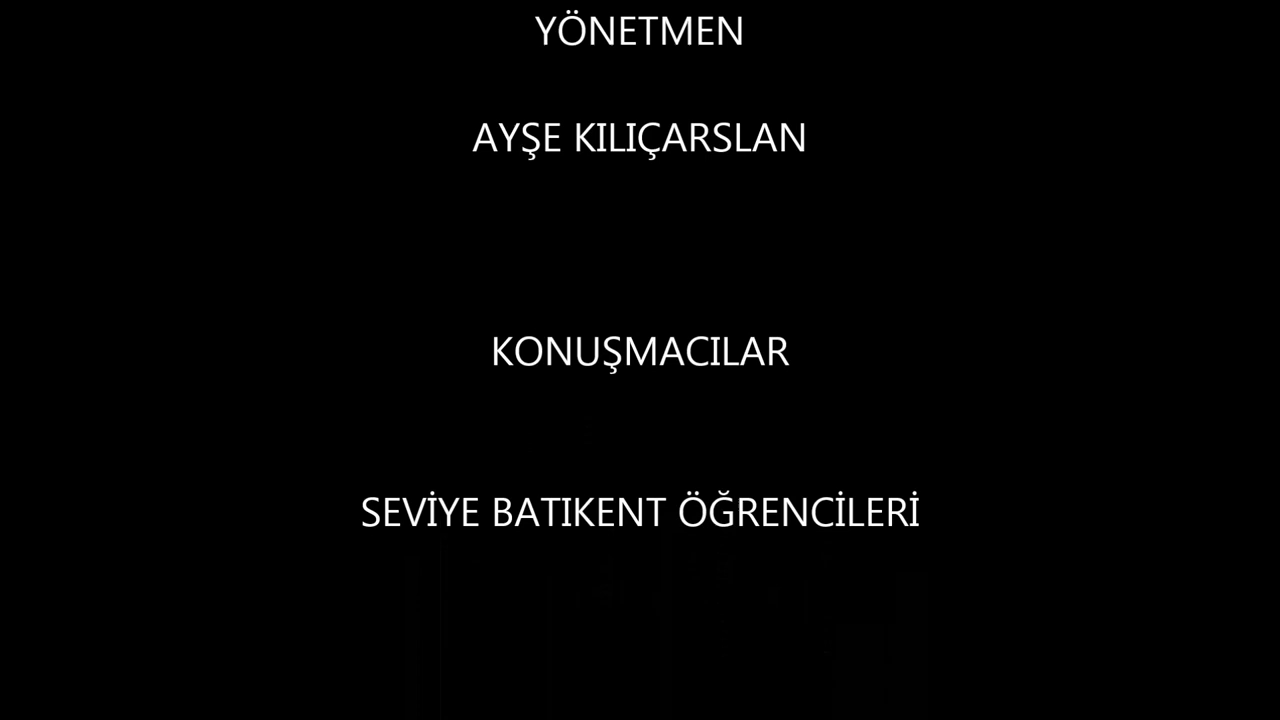 YÖNETMEN
AYŞE KILIÇARSLAN
KONUŞMACILAR
SEVİYE BATIKENT ÖĞRENCİLERİ